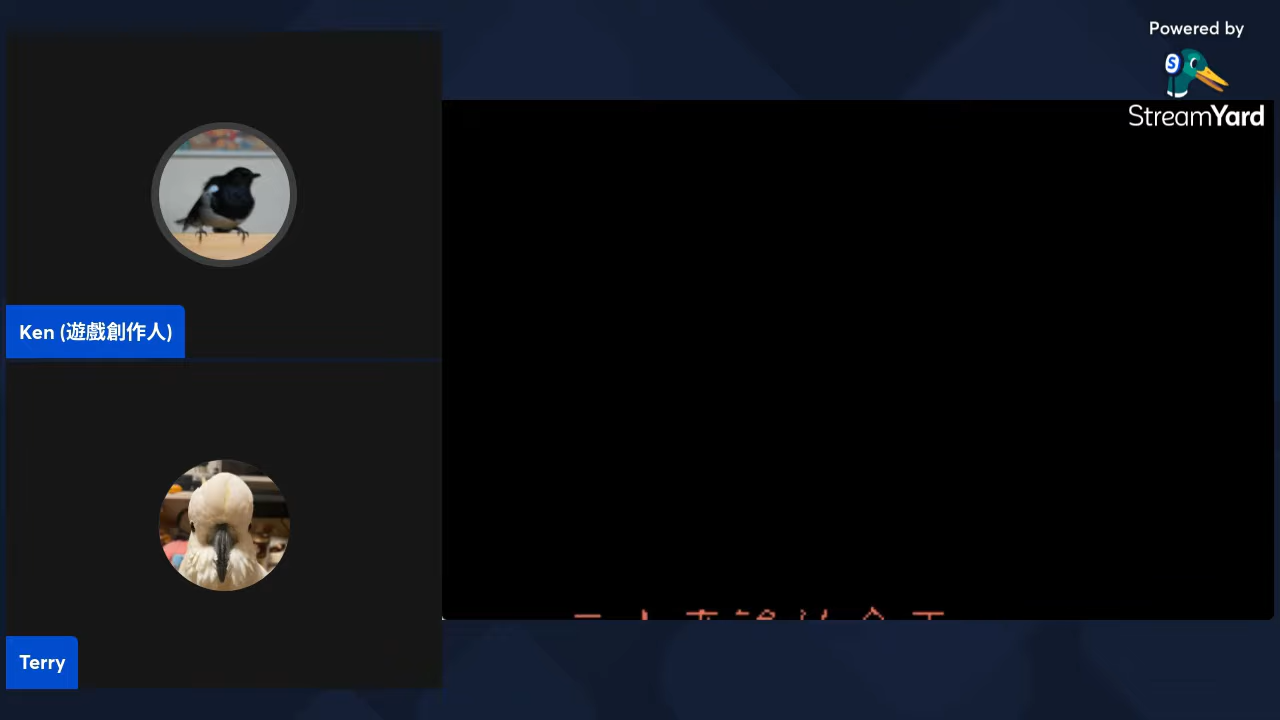 Powered by
StreamYard
Ken (遊戲創作人)
Terry